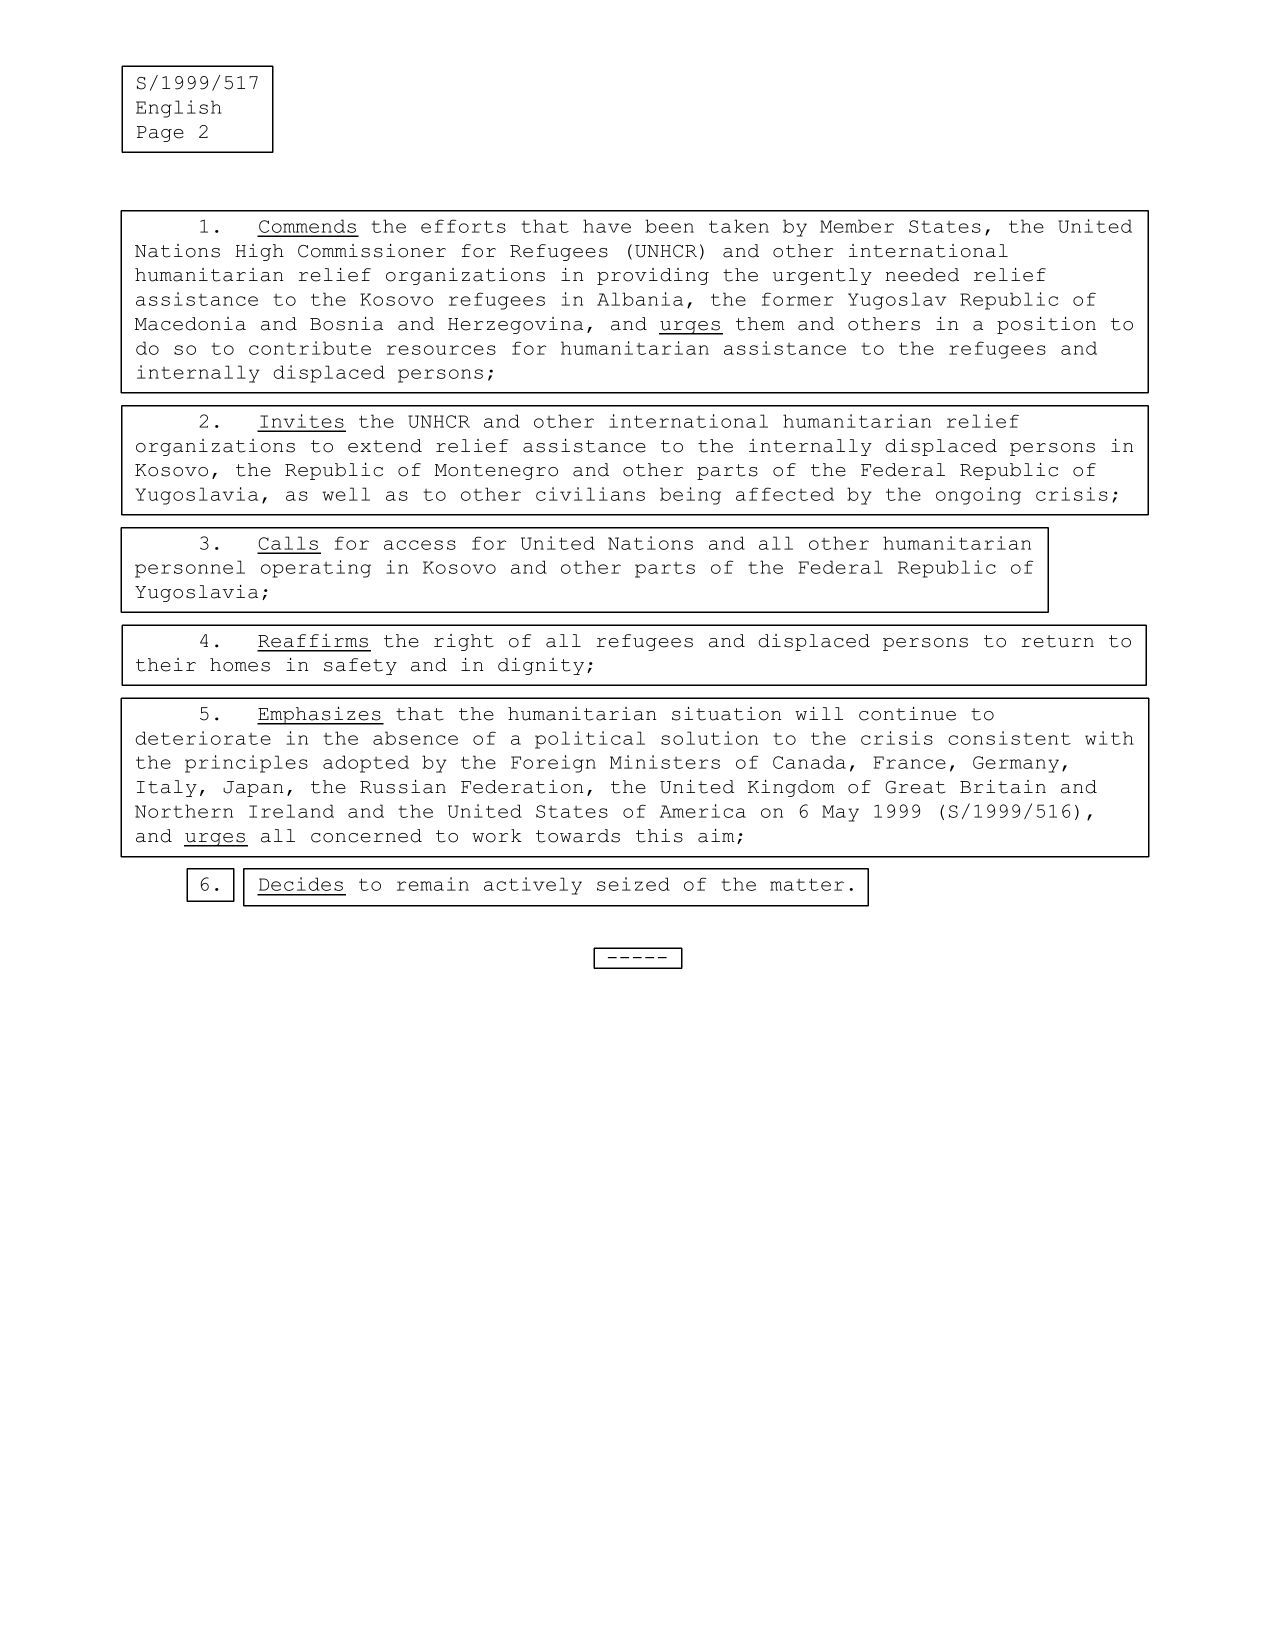 S/1999/517
English
Page 2
1. Commends the efforts that have been taken by Member States, the United
Nations High Commissioner for Refugees (UNHCR) and other international
humanitarian relief organizations in providing the urgently needed relief
assistance to the Kosovo refugees in Albania, the former Yugoslav Republic of
Macedonia and Bosnia and Herzegovina, and urges them and others in a position to
do so to contribute resources for humanitarian assistance to the refugees and
internally displaced persons;
2. Invites the UNHCR and other international humanitarian relief
organizations to extend relief assistance to the internally displaced persons in
Kosovo, the Republic of Montenegro and other parts of the Federal Republic of
Yugoslavia, as well as to other civilians being affected by the ongoing crisis;
3. Calls for access for United Nations and all other humanitarian
personnel operating in Kosovo and other parts of the Federal Republic of
Yugoslavia;
4. Reaffirms the right of all refugees and displaced persons to return to
their homes in safety and in dignity;
5. Emphasizes that the humanitarian situation will continue to
deteriorate in the absence of a political solution to the crisis consistent with
the principles adopted by the Foreign Ministers of Canada, France, Germany,
Italy, Japan, the Russian Federation, the United Kingdom of Great Britain and
Northern Ireland and the United States of America on 6 May 1999 (S/1999/516),
and urges all concerned to work towards this aim;
6. Decides to remain actively seized of the matter.
-----